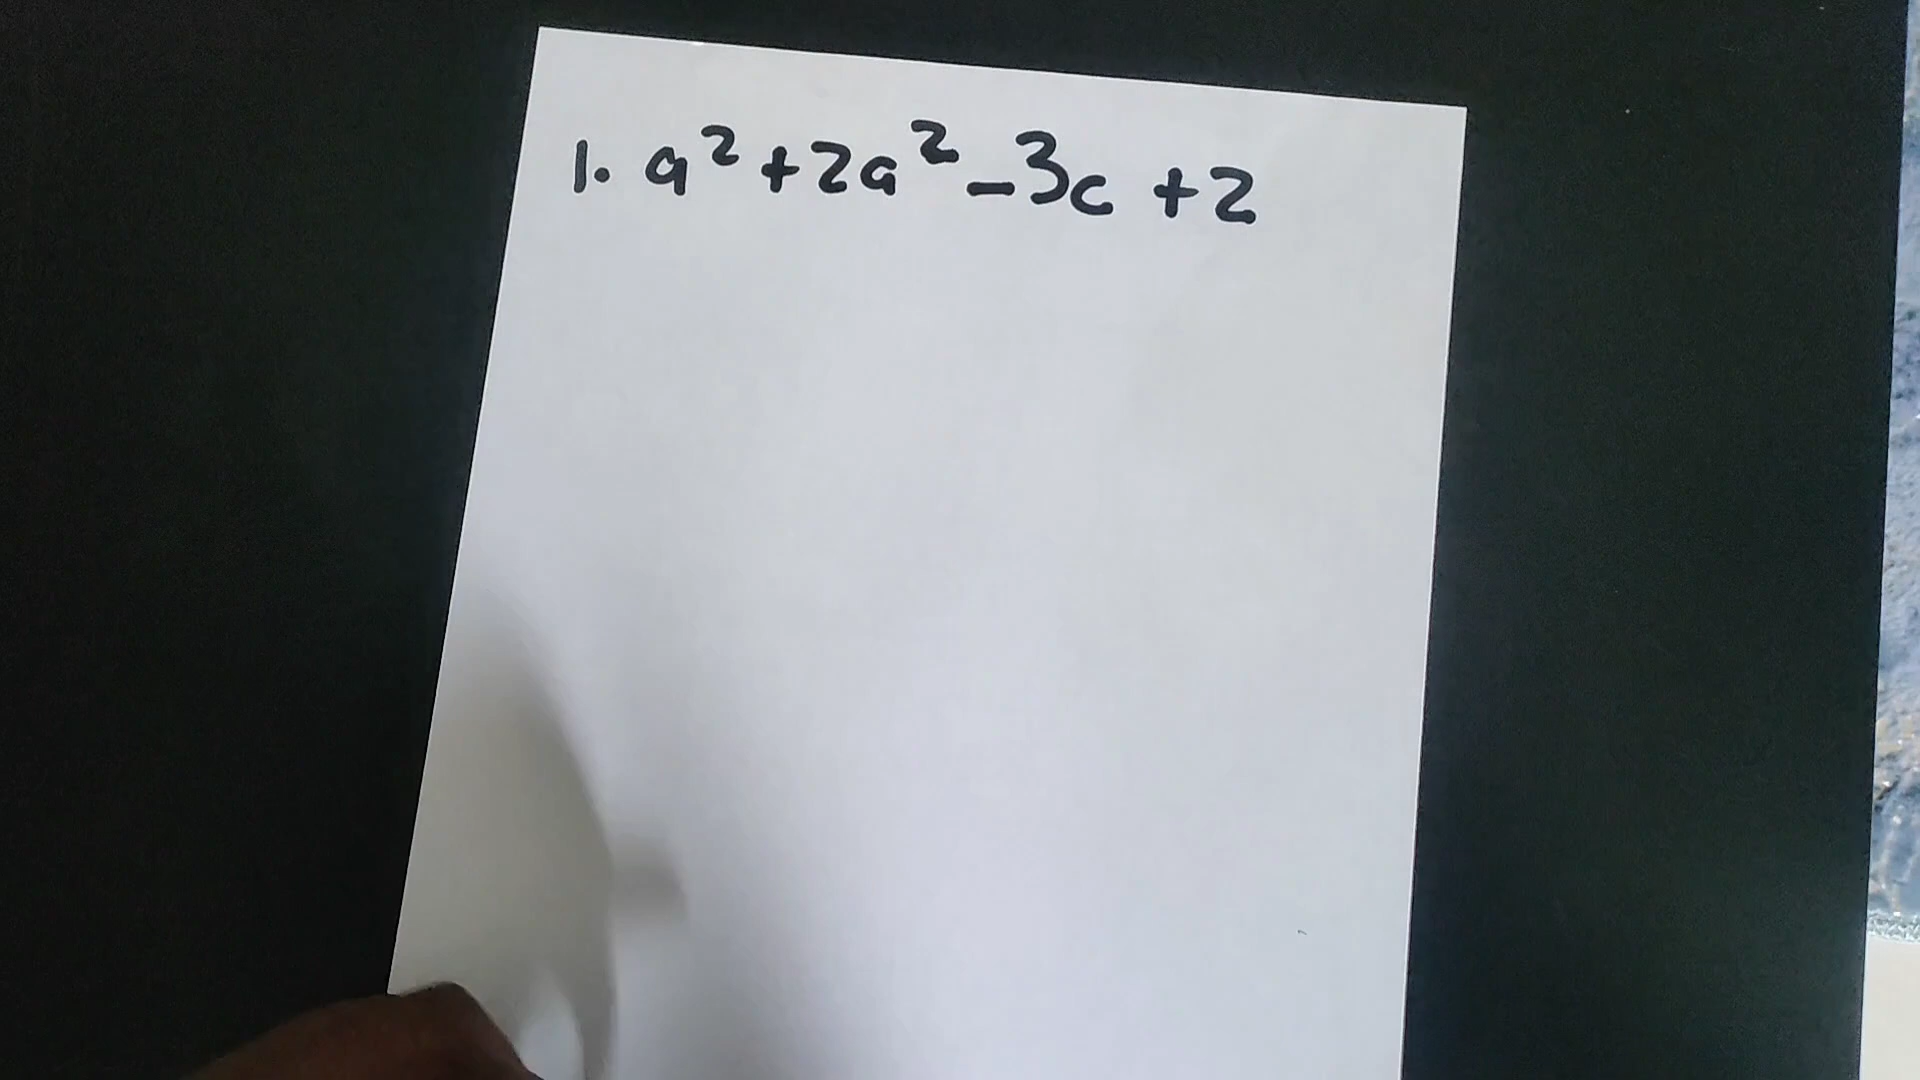 1. a² + 2a² - 3c + 2